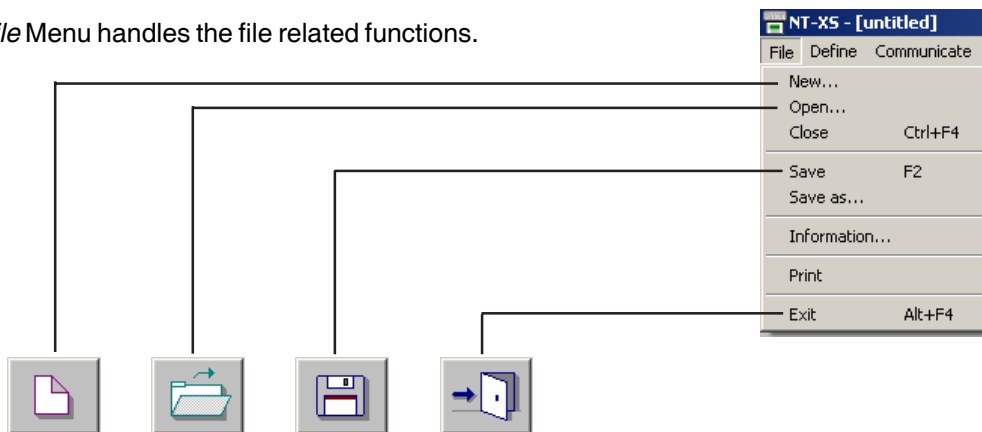 le Menu handles the file related functions.
NT-XS - [untitled]
File Define Communicate
New...
Open...
Close Ctrl+F4
Save F2
Save as...
Information...
Print
Exit Alt+F4